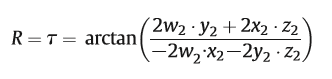 R = τ = arctan( (2w₂ · y₂ + 2x₂ · z₂) / (−2w₂·x₂−2y₂ · z₂) )